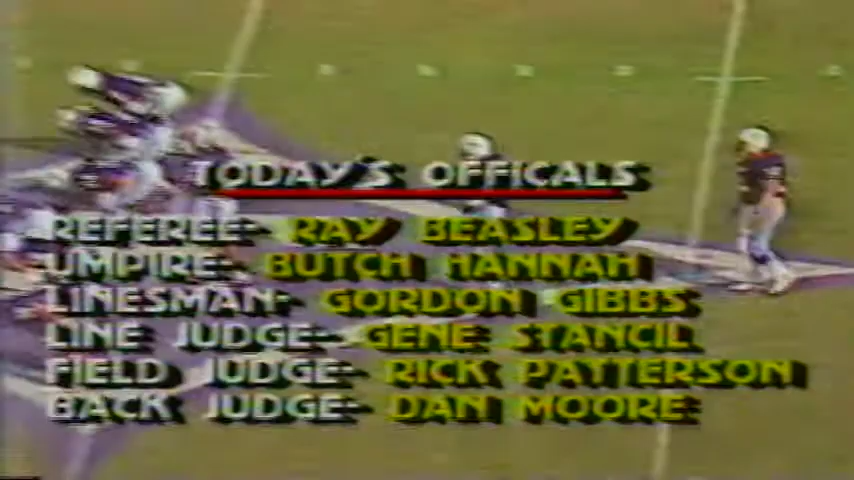 TODAY'S OFFICALS
REFEREE- RAY BEASLEY
UMPIRE- BUTCH HANNAH
LINESMAN- GORDON GIBBS
LINE JUDGE- GENE STANCIL
FIELD JUDGE- RICK PATTERSON
BACK JUDGE- DAN MOORE